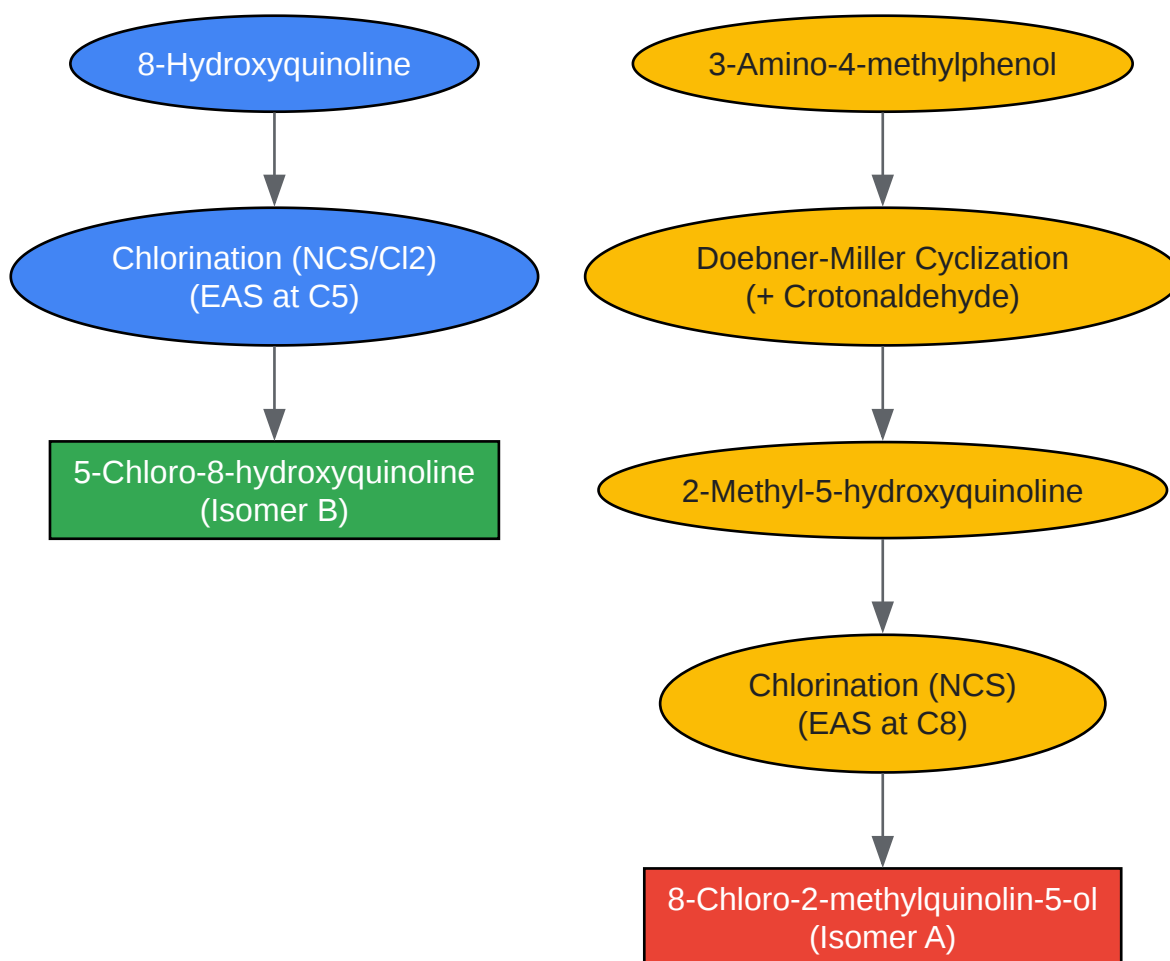 8-Hydroxyquinoline
Chlorination (NCS/Cl2)
(EAS at C5)
5-Chloro-8-hydroxyquinoline
(Isomer B)
3-Amino-4-methylphenol
Doebner-Miller Cyclization
(+ Crotonaldehyde)
2-Methyl-5-hydroxyquinoline
Chlorination (NCS)
(EAS at C8)
8-Chloro-2-methylquinolin-5-ol
(Isomer A)